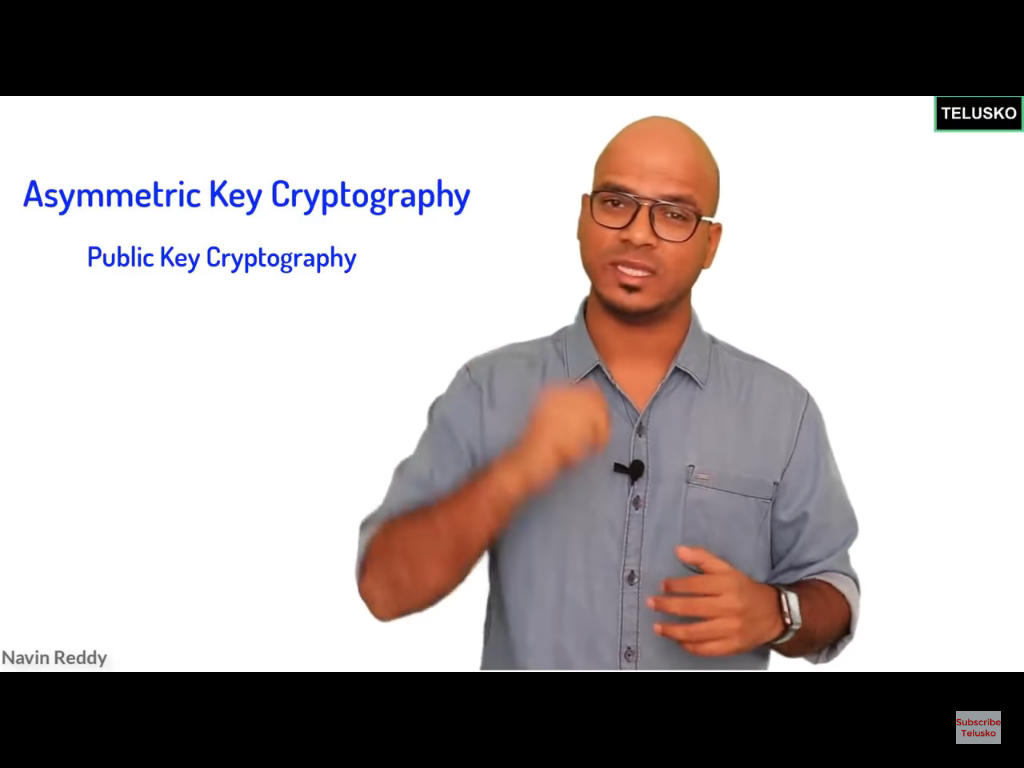 TELUSKO
Asymmetric Key Cryptography
Public Key Cryptography
Navin Reddy
Subscribe
Telusko